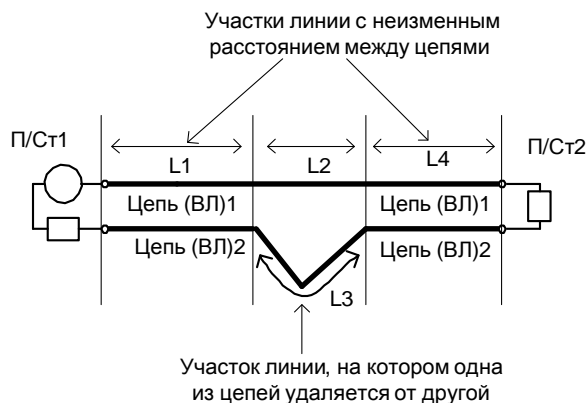 Участки линии с неизменным
расстоянием между цепями
П/Ст1
L1
L2
L4
П/Ст2
Цепь (ВЛ)1
Цепь (ВЛ)1
Цепь (ВЛ)2
Цепь (ВЛ)2
L3
Участок линии, на котором одна
из цепей удаляется от другой